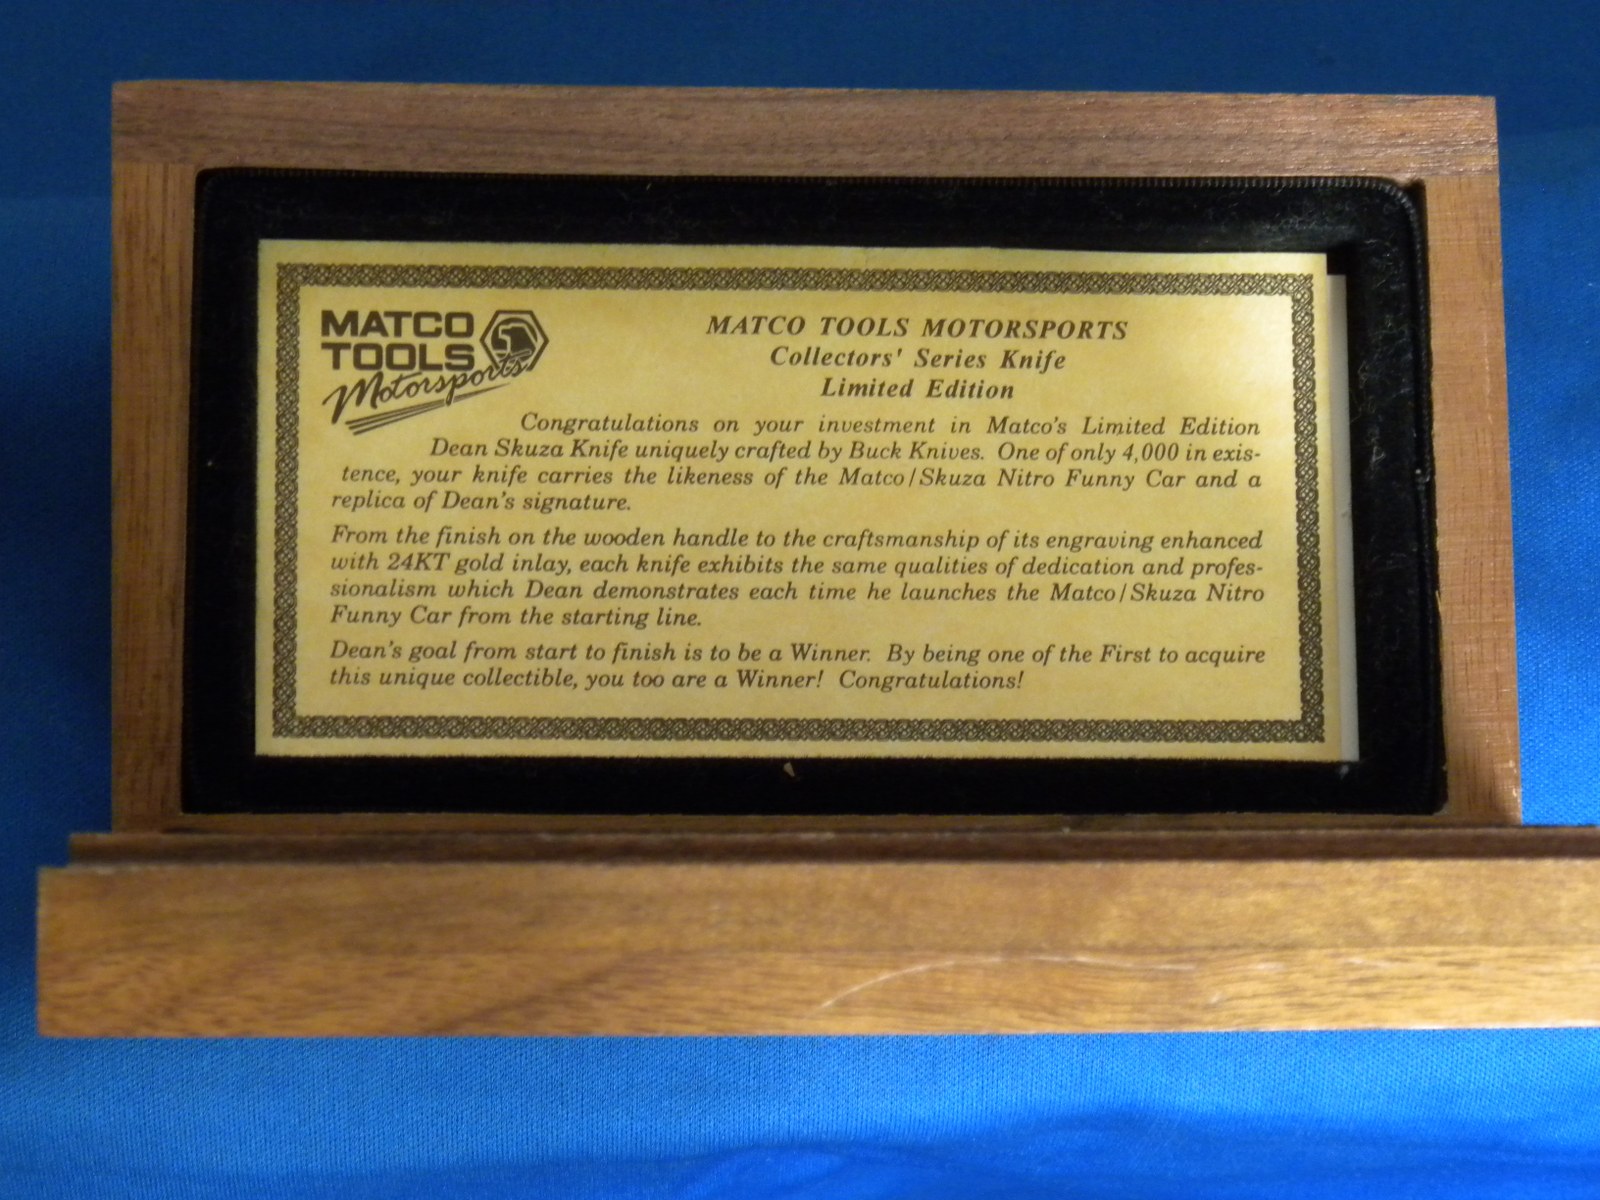 MATCO
TOOLS
Motorsports
MATCO TOOLS MOTORSPORTS
Collectors' Series Knife
Limited Edition
Congratulations on your investment in Matco's Limited Edition
Dean Skuza Knife uniquely crafted by Buck Knives. One of only 4,000 in exis-
tence, your knife carries the likeness of the Matco/Skuza Nitro Funny Car and a
replica of Dean's signature.
From the finish on the wooden handle to the craftsmanship of its engraving enhanced
with 24KT gold inlay, each knife exhibits the same qualities of dedication and profes-
sionalism which Dean demonstrates each time he launches the Matco/Skuza Nitro
Funny Car from the starting line.
Dean's goal from start to finish is to be a Winner. By being one of the First to acquire
this unique collectible, you too are a Winner! Congratulations!